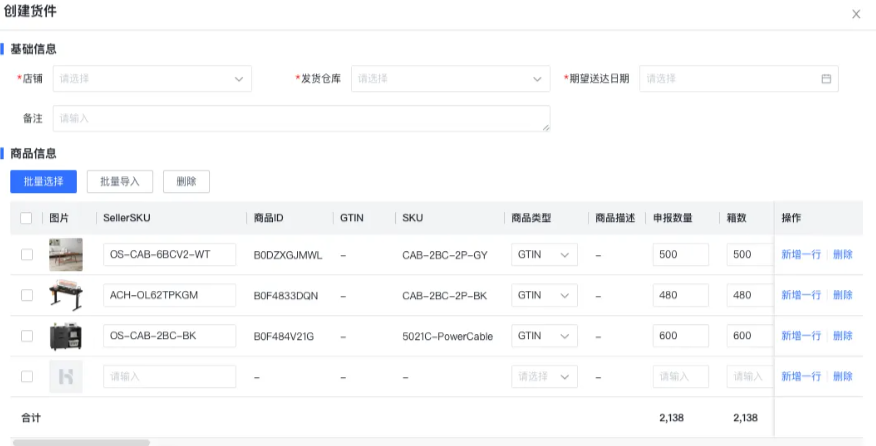 创建货件
基础信息
*店铺 请选择 *发货仓库 请选择 *期望送达日期 请选择
备注 请输入
商品信息
批量选择 批量导入 删除
图片 SellerSKU 商品ID GTIN SKU 商品类型 商品描述 申报数量 箱数 操作
OS-CAB-6BCV2-WT B0DZXGJMWL – CAB-2BC-2P-GY GTIN – 500 500 新增一行 删除
ACH-OL62TPKGM B0F4833DQN – CAB-2BC-2P-BK GTIN – 480 480 新增一行 删除
OS-CAB-2BC-BK B0F484V21G – 5021C-PowerCable GTIN – 600 600 新增一行 删除
请输入 – – – 请选择 – 请输入 请输入 新增一行 删除
合计 2,138 2,138